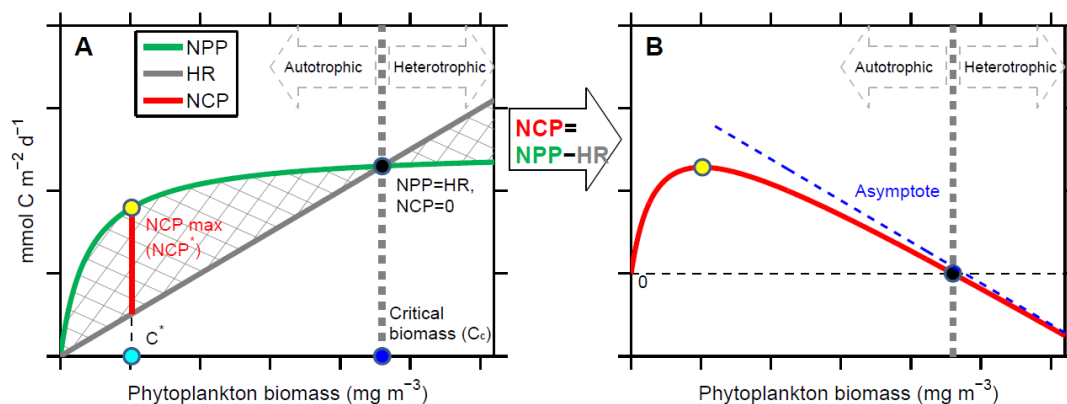 A
NPP
HR
NCP
Autotrophic
Heterotrophic
NCP max
(NCP*)
NPP=HR,
NCP=0
C*
Critical
biomass (Cc)
mmol C m⁻² d⁻¹
Phytoplankton biomass (mg m⁻³)
NCP=
NPP−HR
B
Autotrophic
Heterotrophic
Asymptote
0
Phytoplankton biomass (mg m⁻³)